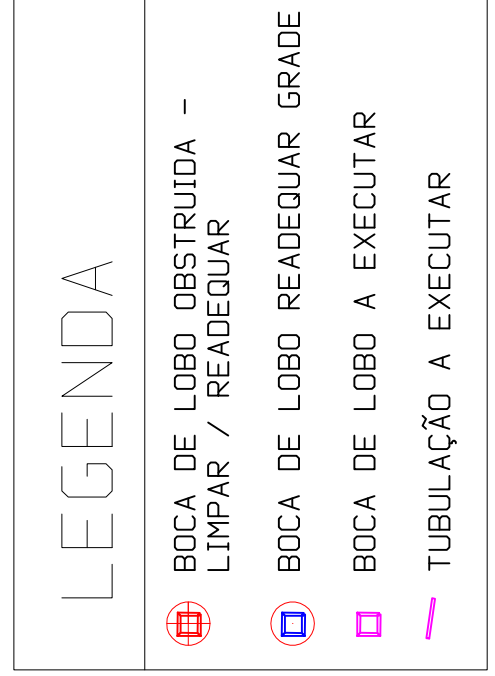 LEGENDA
BOCA DE LOBO OBSTRUIDA -
LIMPAR / READEQUAR
BOCA DE LOBO READEQUAR GRADE
BOCA DE LOBO A EXECUTAR
TUBULAÇÃO A EXECUTAR